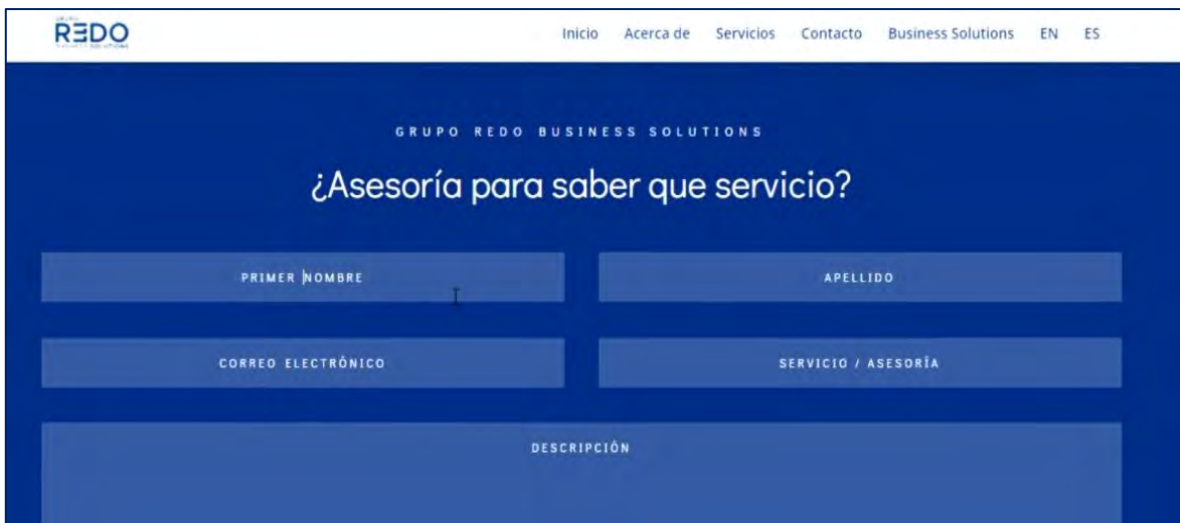 GRUPO
REDO
Inicio Acerca de Servicios Contacto Business Solutions EN ES
GRUPO REDO BUSINESS SOLUTIONS
¿Asesoría para saber que servicio?
PRIMER NOMBRE APELLIDO
CORREO ELECTRÓNICO SERVICIO / ASESORÍA
DESCRIPCIÓN